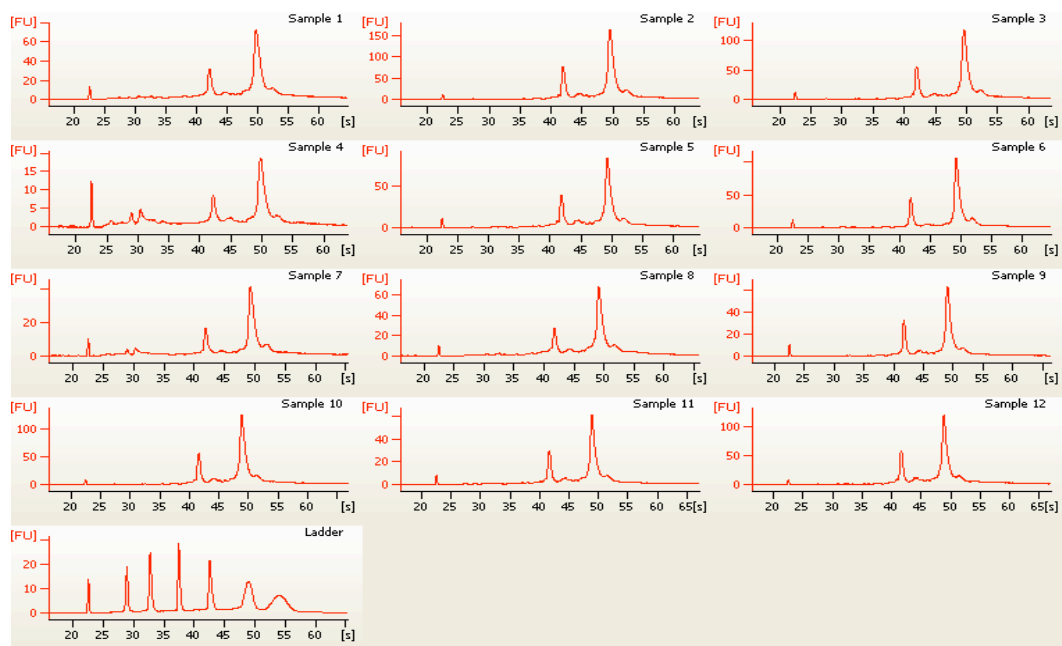 [FU] Sample 1
60
40
20
0
20 25 30 35 40 45 50 55 60 [s]
[FU] Sample 2
150
100
50
0
20 25 30 35 40 45 50 55 60 [s]
[FU] Sample 3
100
50
0
20 25 30 35 40 45 50 55 60 [s]
[FU] Sample 4
15
10
5
0
20 25 30 35 40 45 50 55 60 [s]
[FU] Sample 5
50
0
20 25 30 35 40 45 50 55 60 [s]
[FU] Sample 6
50
0
20 25 30 35 40 45 50 55 60 [s]
[FU] Sample 7
20
0
20 25 30 35 40 45 50 55 60 [s]
[FU] Sample 8
60
40
20
0
20 25 30 35 40 45 50 55 60 [s]
[FU] Sample 9
40
20
0
20 25 30 35 40 45 50 55 60 [s]
[FU] Sample 10
100
50
0
20 25 30 35 40 45 50 55 60 [s]
[FU] Sample 11
40
20
0
20 25 30 35 40 45 50 55 60 65[s]
[FU] Sample 12
100
50
0
20 25 30 35 40 45 50 55 60 65[s]
[FU] Ladder
20
10
0
20 25 30 35 40 45 50 55 60 [s]